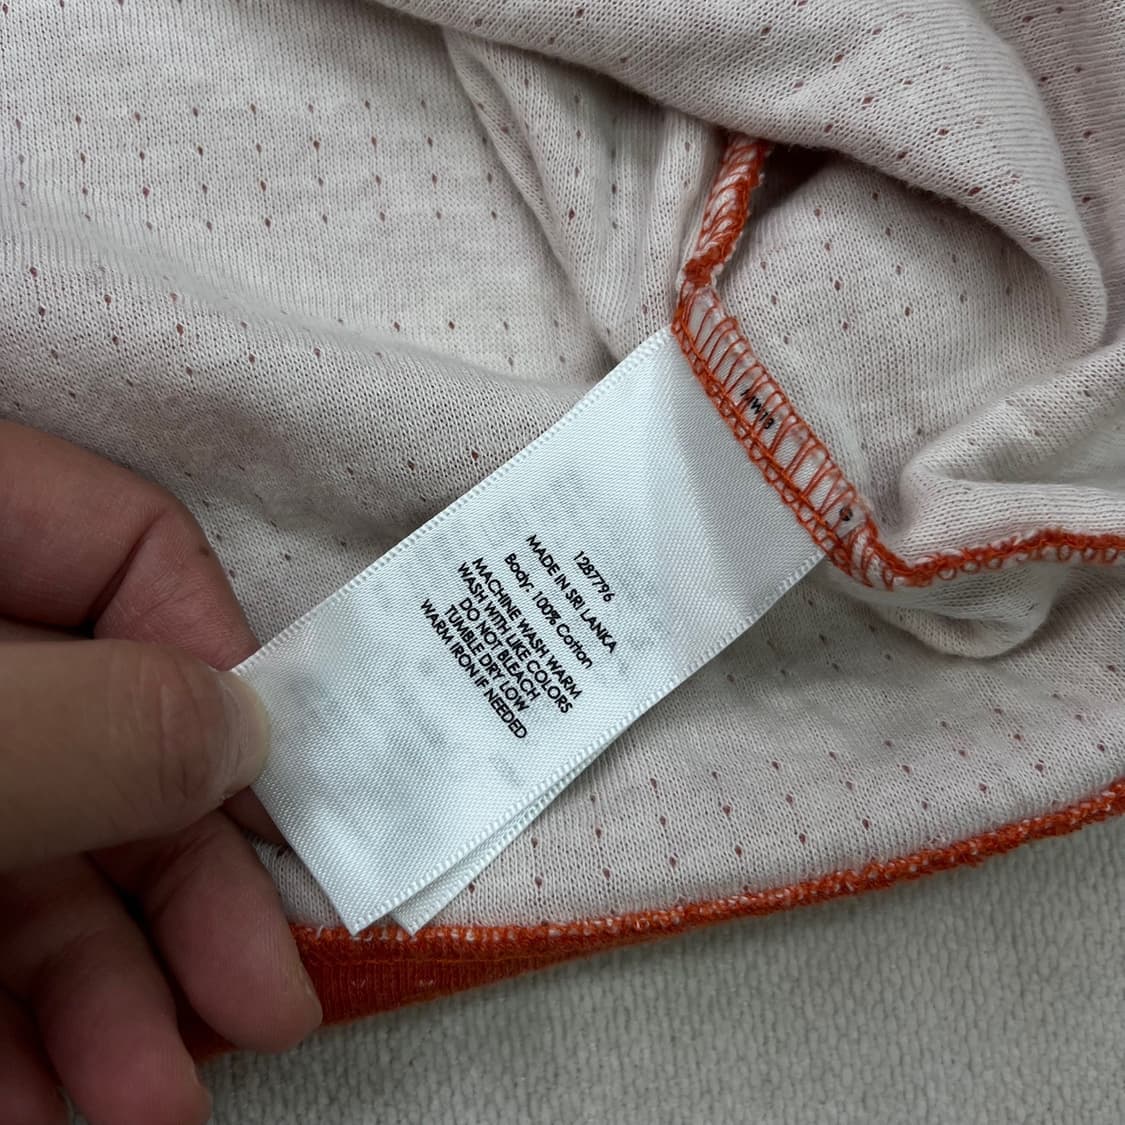 1287796
MADE IN SRI LANKA
Body: 100% Cotton
MACHINE WASH WARM
WASH WITH LIKE COLORS
DO NOT BLEACH
TUMBLE DRY LOW
WARM IRON IF NEEDED